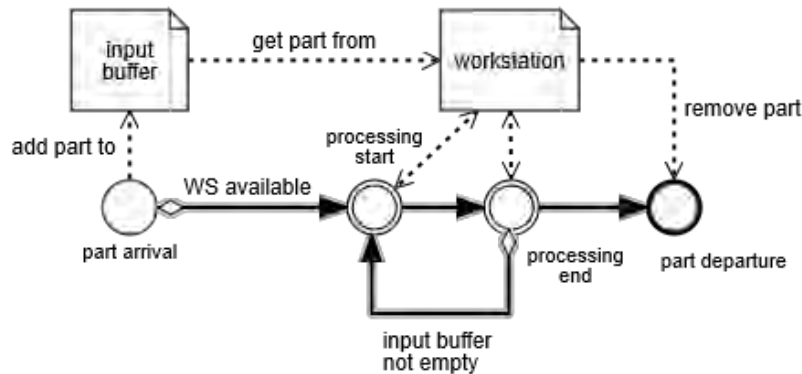 input
buffer
get part from
workstation
remove part
add part to
processing
start
WS available
part arrival
processing
end
part departure
input buffer
not empty